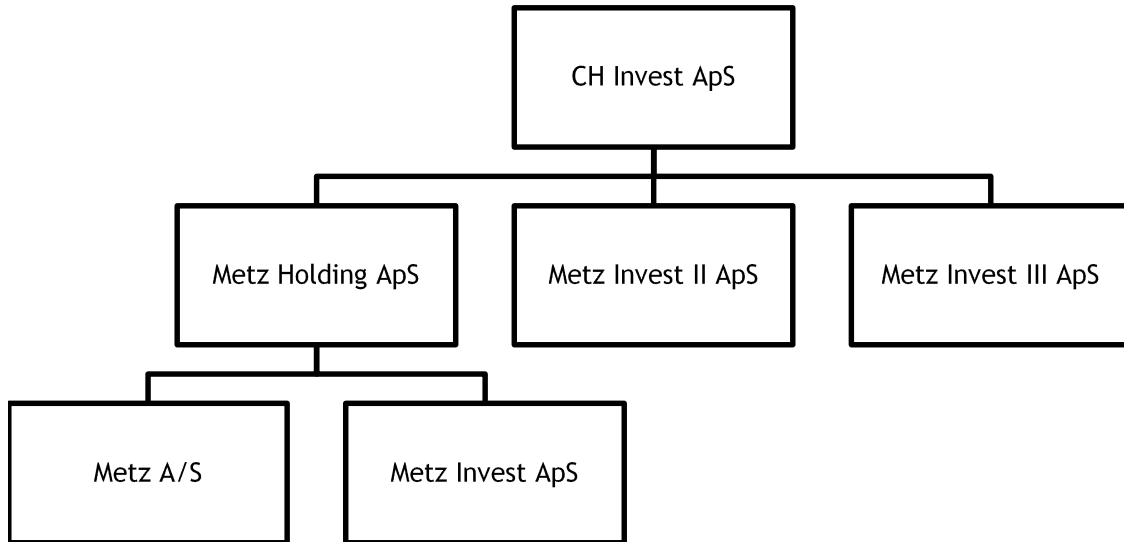 CH Invest ApS
Metz Holding ApS
Metz Invest II ApS
Metz Invest III ApS
Metz A/S
Metz Invest ApS